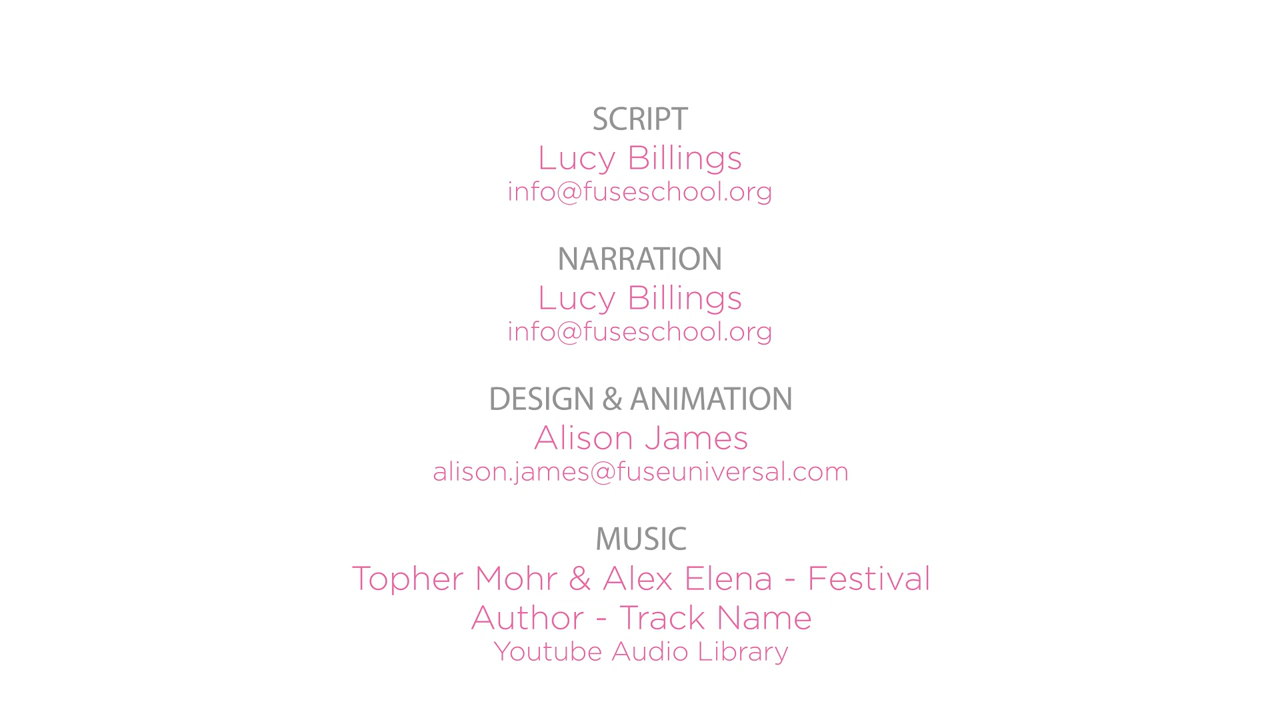 SCRIPT
Lucy Billings
info@fuseschool.org
NARRATION
Lucy Billings
info@fuseschool.org
DESIGN & ANIMATION
Alison James
alison.james@fuseuniversal.com
MUSIC
Topher Mohr & Alex Elena - Festival
Author - Track Name
Youtube Audio Library